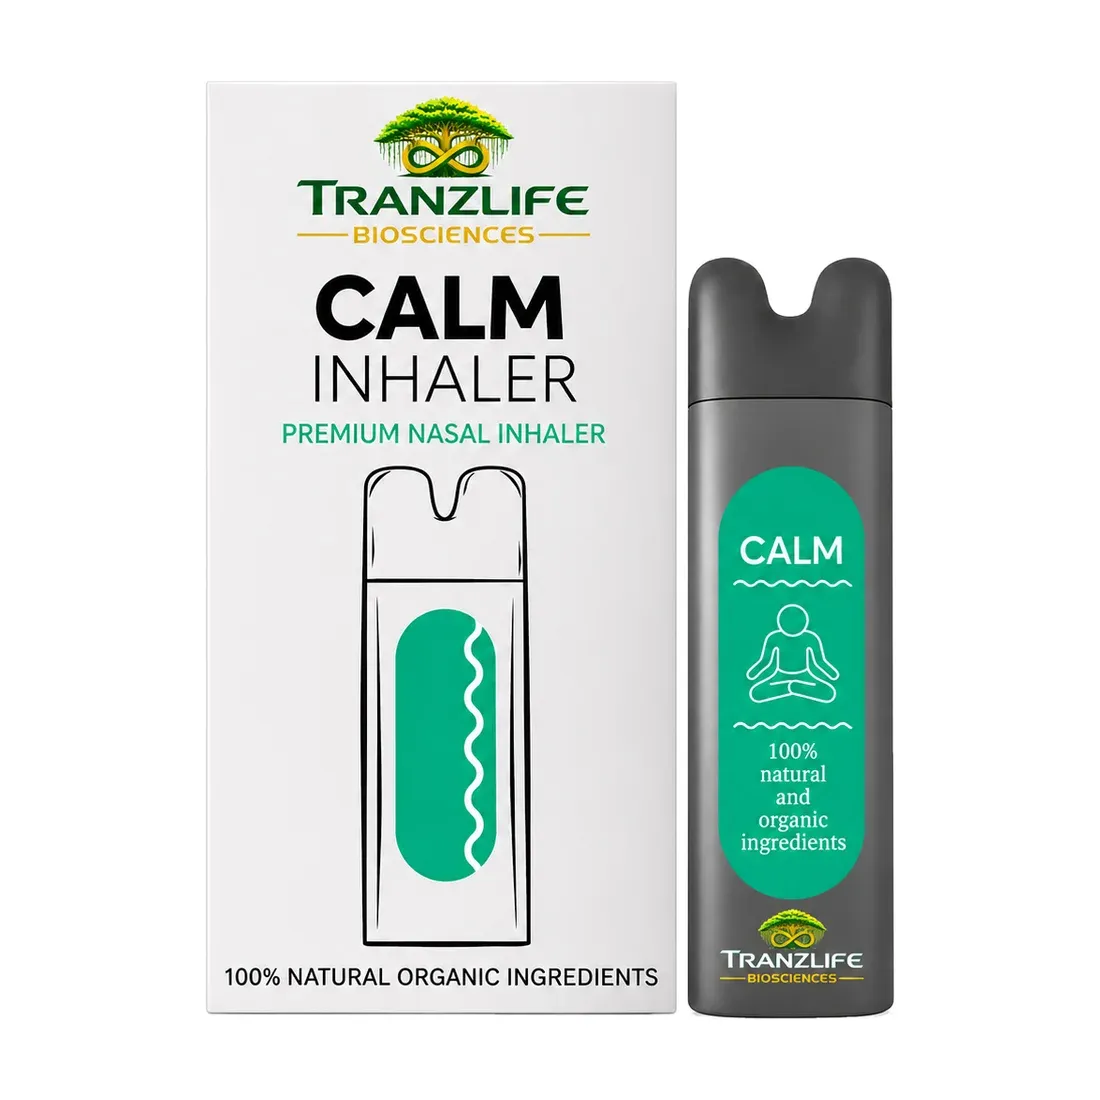 TRANZLIFE
BIOSCIENCES
CALM
INHALER
PREMIUM NASAL INHALER
100% NATURAL ORGANIC INGREDIENTS
CALM
100%
natural
and
organic
ingredients
TRANZLIFE
BIOSCIENCES